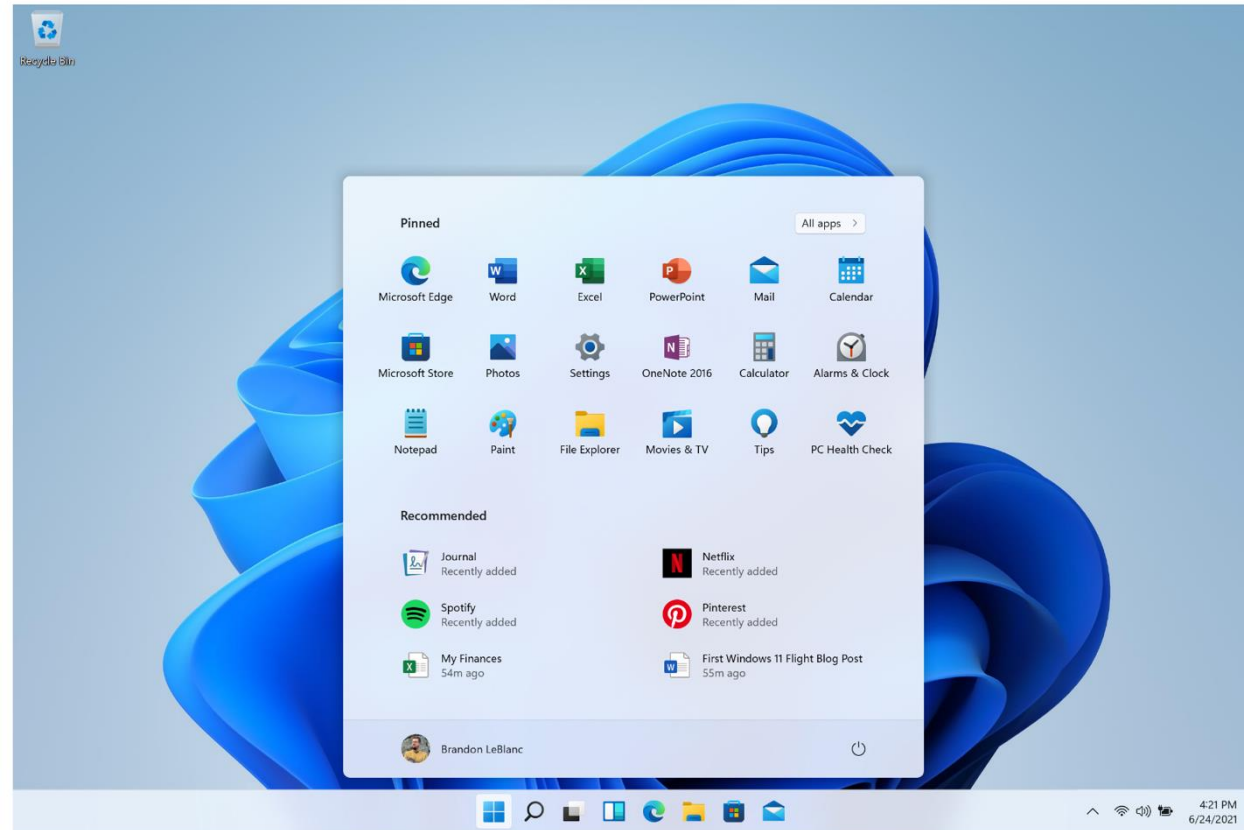 Recycle Bin
Pinned
All apps
Microsoft Edge
Word
Excel
PowerPoint
Mail
Calendar
Microsoft Store
Photos
Settings
OneNote 2016
Calculator
Alarms & Clock
Notepad
Paint
File Explorer
Movies & TV
Tips
PC Health Check
Recommended
Journal
Recently added
Netflix
Recently added
Spotify
Recently added
Pinterest
Recently added
My Finances
54m ago
First Windows 11 Flight Blog Post
55m ago
Brandon LeBlanc
4:21 PM
6/24/2021